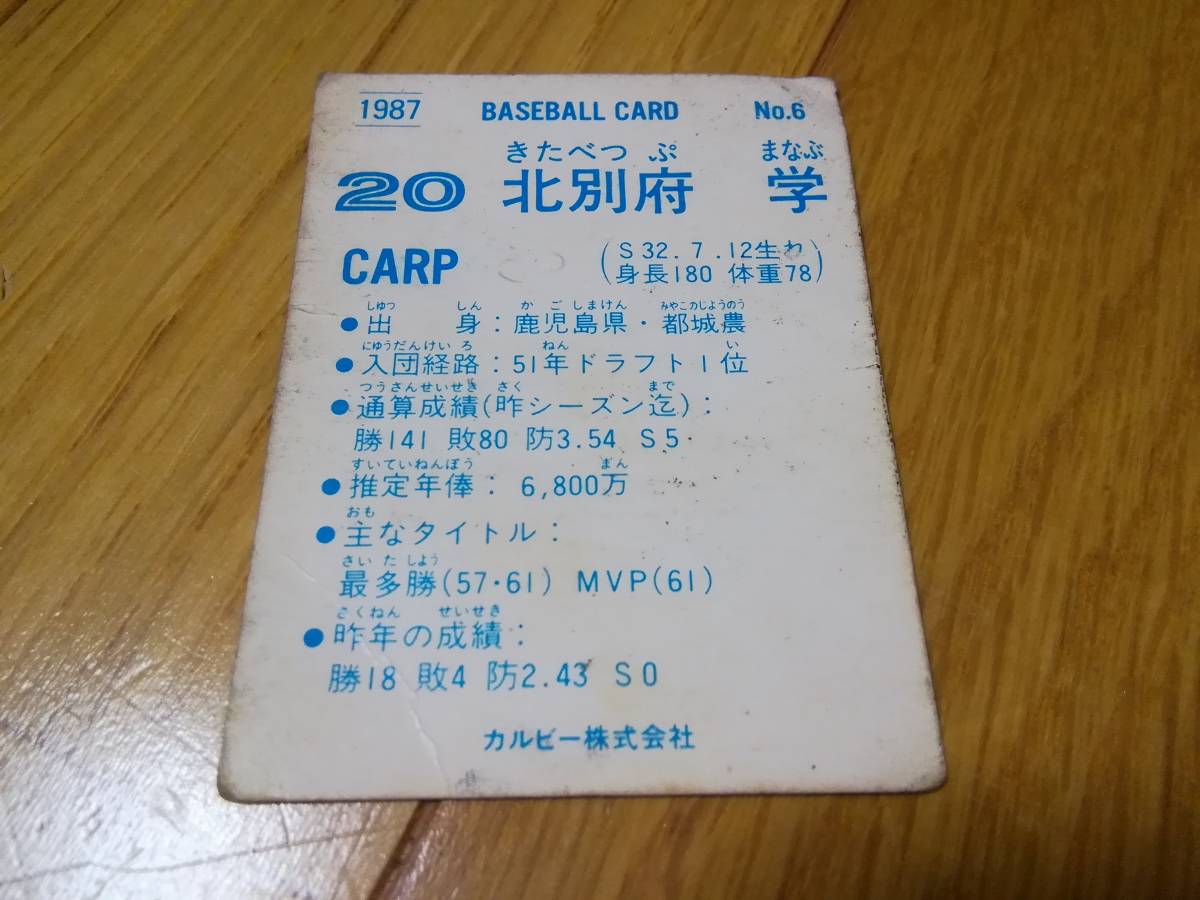 1987 BASEBALL CARD No.6
きたべつ ぷ まなぶ
20 北別府 学
CARP (S32.7.12生れ
身長180 体重78)
しゆつ しん か ごしまけん みやこのじようのう
●出 身:鹿児島県・都城農
にゆうだんけいろ ねん い
●入団経路:51年ドラフト1位
つうさんせいせき さく まで
●通算成績(昨シーズン迄):
勝141 敗80 防3.54 S5
すいていねんぽう まん
●推定年俸:6,800万
おも
●主なタイトル:
さいた しよう
最多勝(57・61) MVP(61)
さくねん せいせき
●昨年の成績:
勝18 敗4 防2.43 S0
カルビー株式会社